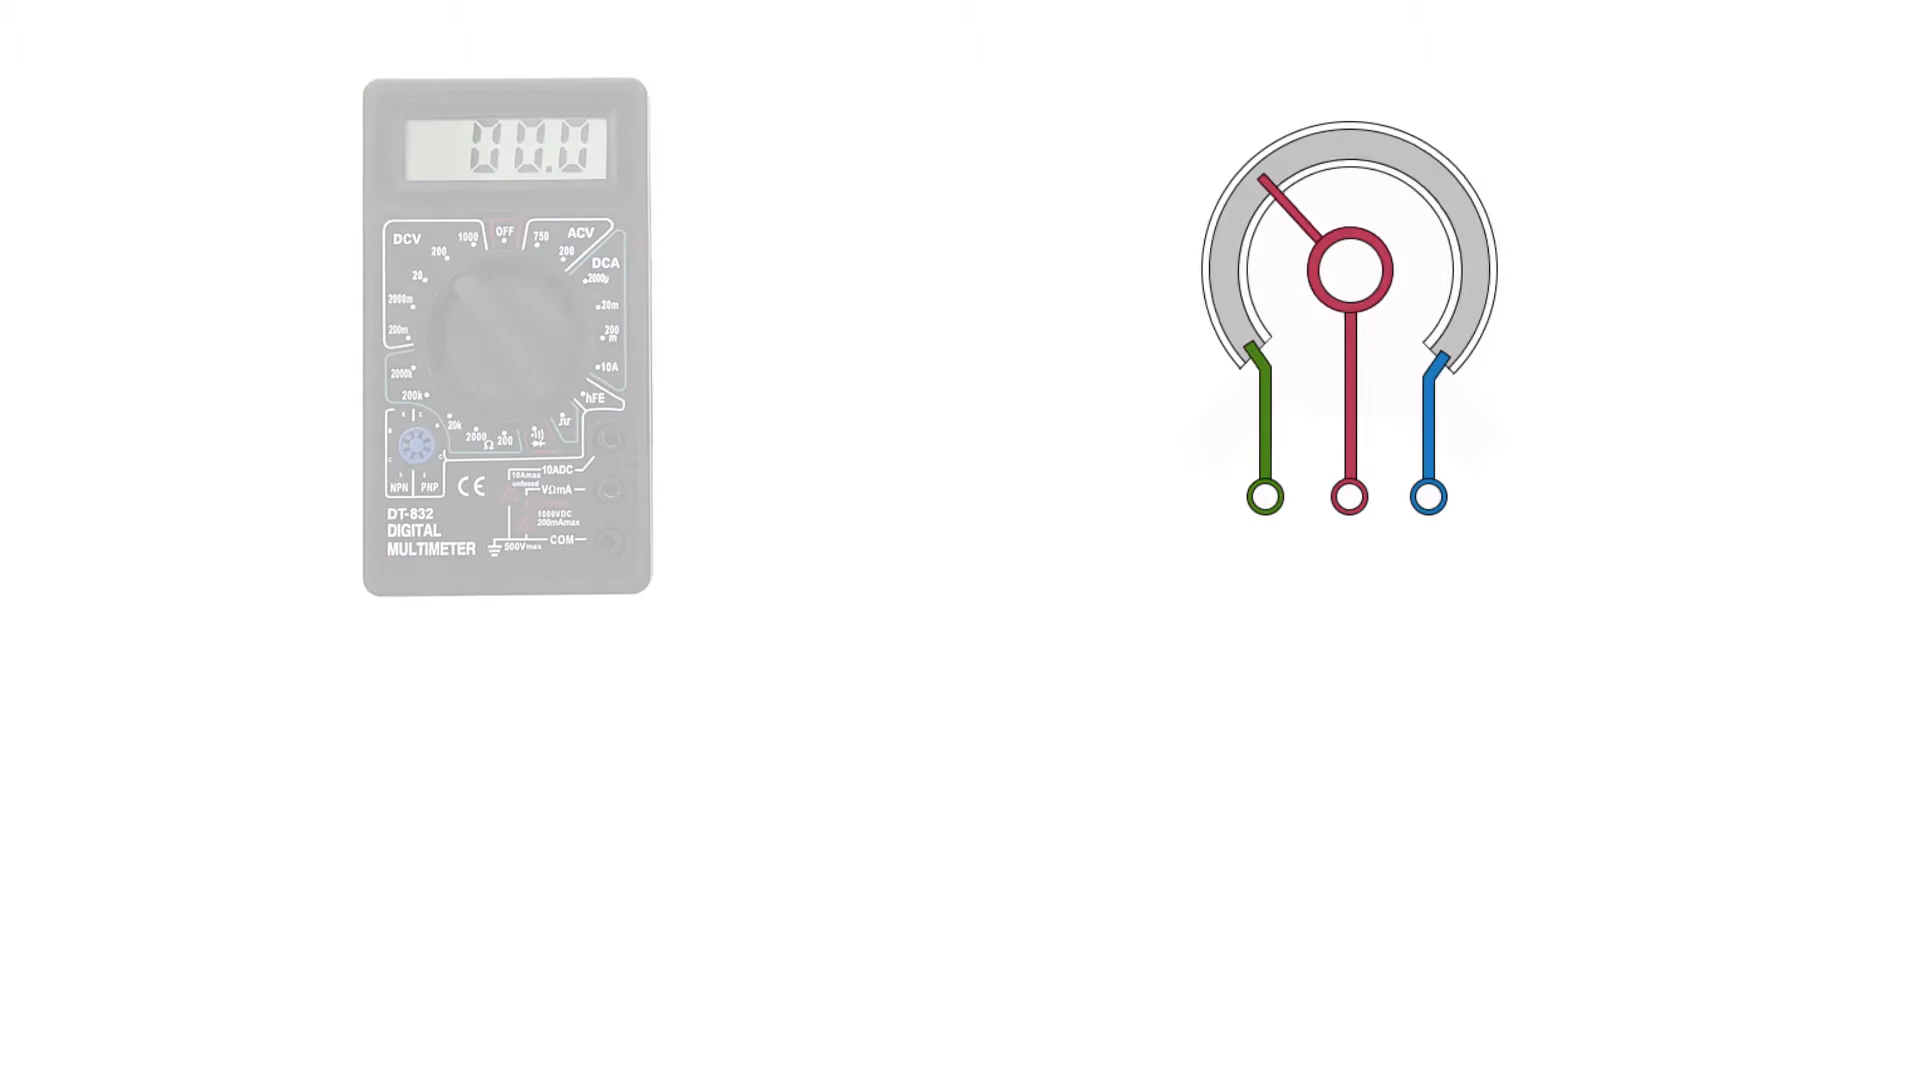 00.0
DCV
1000
OFF
750
ACV
200
200
DCA
20
2000µ
2000m
20m
200m
200
m
2000k
10A
200k
hFE
20k
2000
Ω
200
10Amax
unfused
10ADC
NPN
PNP
CE
VΩmA
DT-832
1000VDC
200mAmax
DIGITAL
MULTIMETER
500Vmax
COM